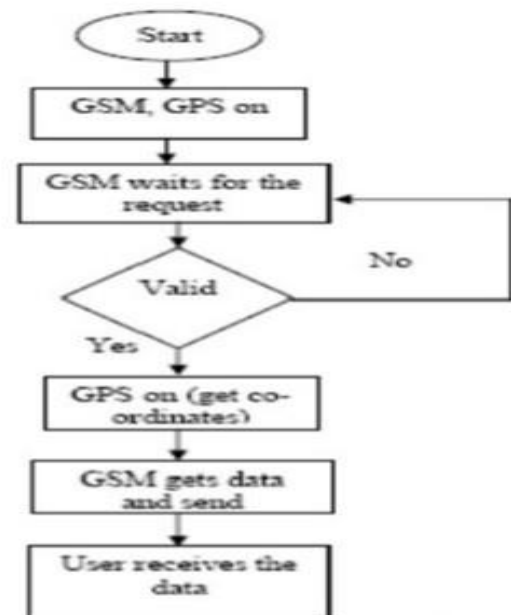 Start
GSM, GPS on
GSM waits for the
request
Valid
No
Yes
GPS on (get co-
ordinates)
GSM gets data
and send
User receives the
data